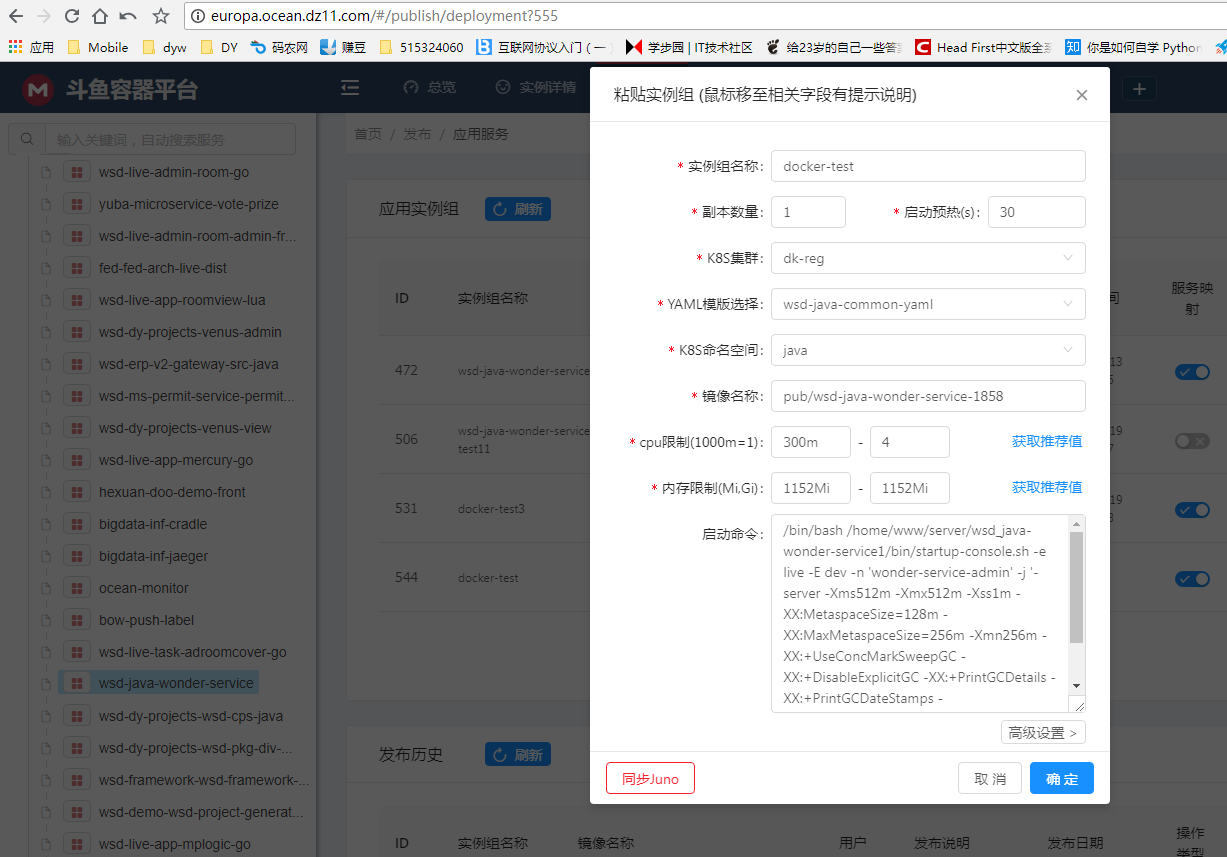 europa.ocean.dz11.com/#/publish/deployment?555
应用
Mobile
dyw
DY
码农网
赚豆
515324060
互联网协议入门 ( 一
学步园 | IT技术社区
给23岁的自己一些答
Head First中文版全
你是如何自学 Python
斗鱼容器平台
总览
实例详情
输入关键词，自动搜索服务
wsd-live-admin-room-go
yuba-microservice-vote-prize
wsd-live-admin-room-admin-fr...
fed-fed-arch-live-dist
wsd-live-app-roomview-lua
wsd-dy-projects-venus-admin
wsd-erp-v2-gateway-src-java
wsd-ms-permit-service-permit...
wsd-dy-projects-venus-view
wsd-live-app-mercury-go
hexuan-doo-demo-front
bigdata-inf-cradle
bigdata-inf-jaeger
ocean-monitor
bow-push-label
wsd-live-task-adroomcover-go
wsd-java-wonder-service
wsd-dy-projects-wsd-cps-java
wsd-dy-projects-wsd-pkg-div-...
wsd-framework-wsd-framework-...
wsd-demo-wsd-project-generat...
wsd-live-app-mplogic-go
首页 / 发布 / 应用服务
应用实例组
刷新
ID
实例组名称
间
服务映
射
472
wsd-java-wonder-service
13
506
wsd-java-wonder-service
test11
19
531
docker-test3
19
544
docker-test
发布历史
刷新
ID
实例组名称
镜像名称
用户
发布说明
发布日期
操作
类型
粘贴实例组 (鼠标移至相关字段有提示说明)
* 实例组名称:
docker-test
* 副本数量:
1
* 启动预热(s):
30
* K8S集群:
dk-reg
* YAML模版选择:
wsd-java-common-yaml
* K8S命名空间:
java
* 镜像名称:
pub/wsd-java-wonder-service-1858
* cpu限制(1000m=1):
300m - 4
获取推荐值
* 内存限制(Mi,Gi):
1152Mi - 1152Mi
获取推荐值
启动命令:
/bin/bash /home/www/server/wsd_java-
wonder-service1/bin/startup-console.sh -e
live -E dev -n 'wonder-service-admin' -j '-
server -Xms512m -Xmx512m -Xss1m -
XX:MetaspaceSize=128m -
XX:MaxMetaspaceSize=256m -Xmn256m -
XX:+UseConcMarkSweepGC -
XX:+DisableExplicitGC -XX:+PrintGCDetails -
XX:+PrintGCDateStamps -
高级设置 >
同步Juno
取 消
确 定